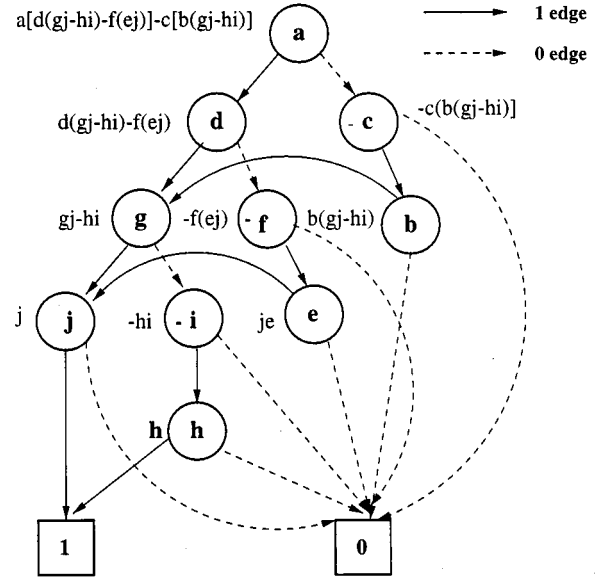 a[d(gj-hi)-f(ej)]-c[b(gj-hi)]
1 edge
0 edge
a
d(gj-hi)-f(ej)
d
- c
-c(b(gj-hi)]
gj-hi
g
-f(ej)
- f
b(gj-hi)
b
j
j
-hi
- i
je
e
h
h
1
0